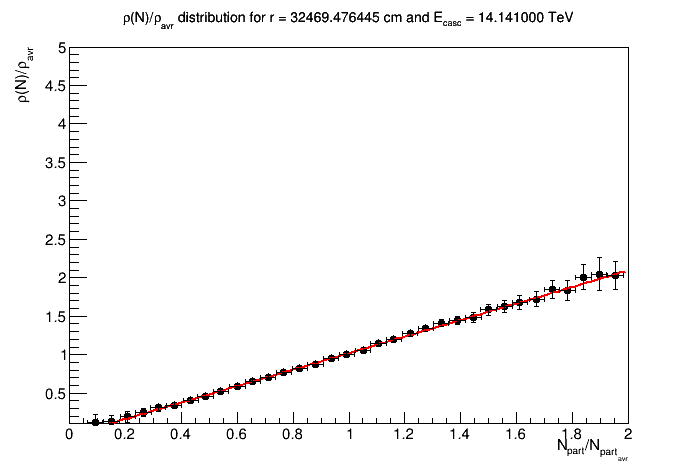 ρ(N)/ρavr distribution for r = 32469.476445 cm and Ecasc = 14.141000 TeV
ρ(N)/ρavr
5
4.5
4
3.5
3
2.5
2
1.5
1
0.5
0 0.2 0.4 0.6 0.8 1 1.2 1.4 1.6 1.8 2
Npart/Npartavr